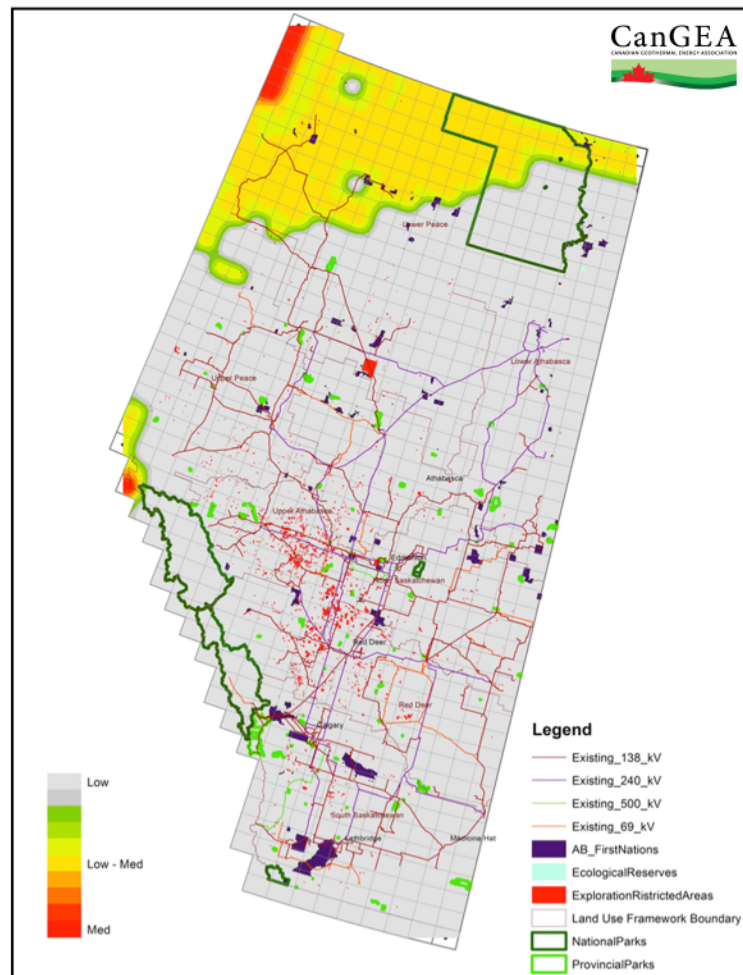 CanGEA
CANADIAN GEOTHERMAL ENERGY ASSOCIATION
Upper Peace
Lower Athabasca
Upper Peace
Athabasca
Upper Athabasca
North Saskatchewan
Red Deer
Red Deer
Calgary
South Saskatchewan
Lethbridge
Medicine Hat
Low
Low - Med
Med
Legend
Existing_138_kV
Existing_240_kV
Existing_500_kV
Existing_69_kV
AB_FirstNations
EcologicalReserves
ExplorationRistrictedAreas
Land Use Framework Boundary
NationalParks
ProvincialParks